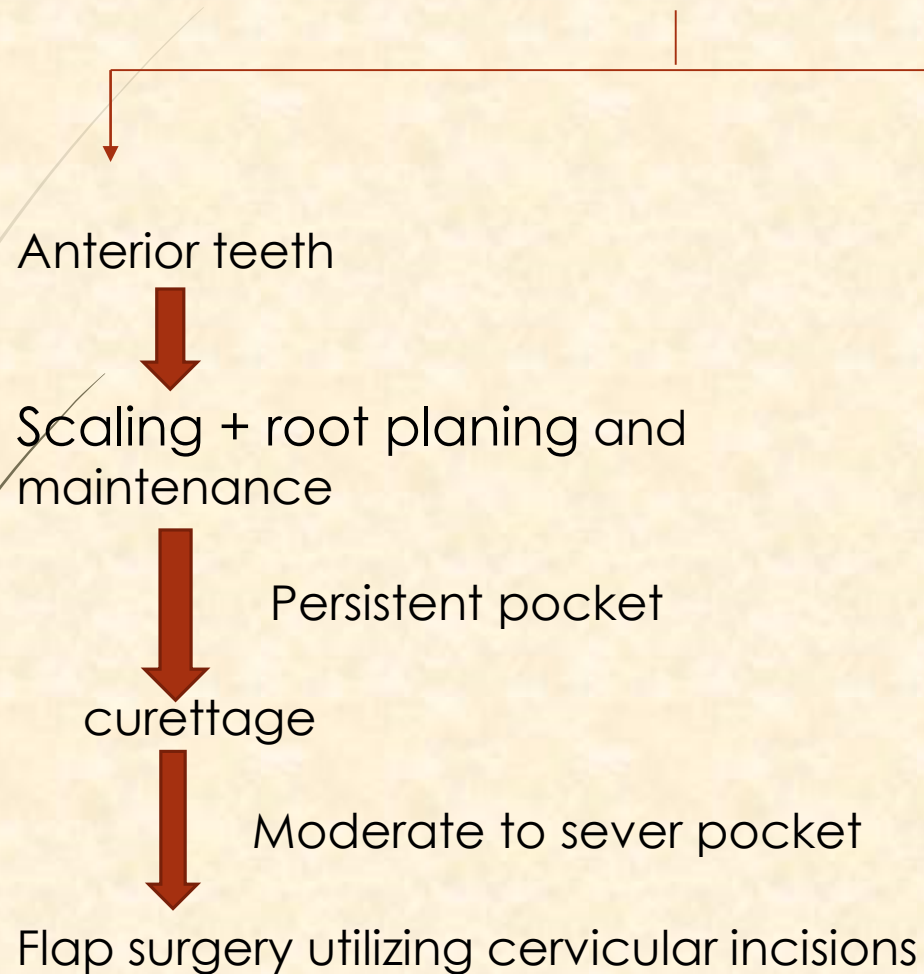 Anterior teeth
Scaling + root planing and
maintenance
Persistent pocket
curettage
Moderate to sever pocket
Flap surgery utilizing cervicular incisions